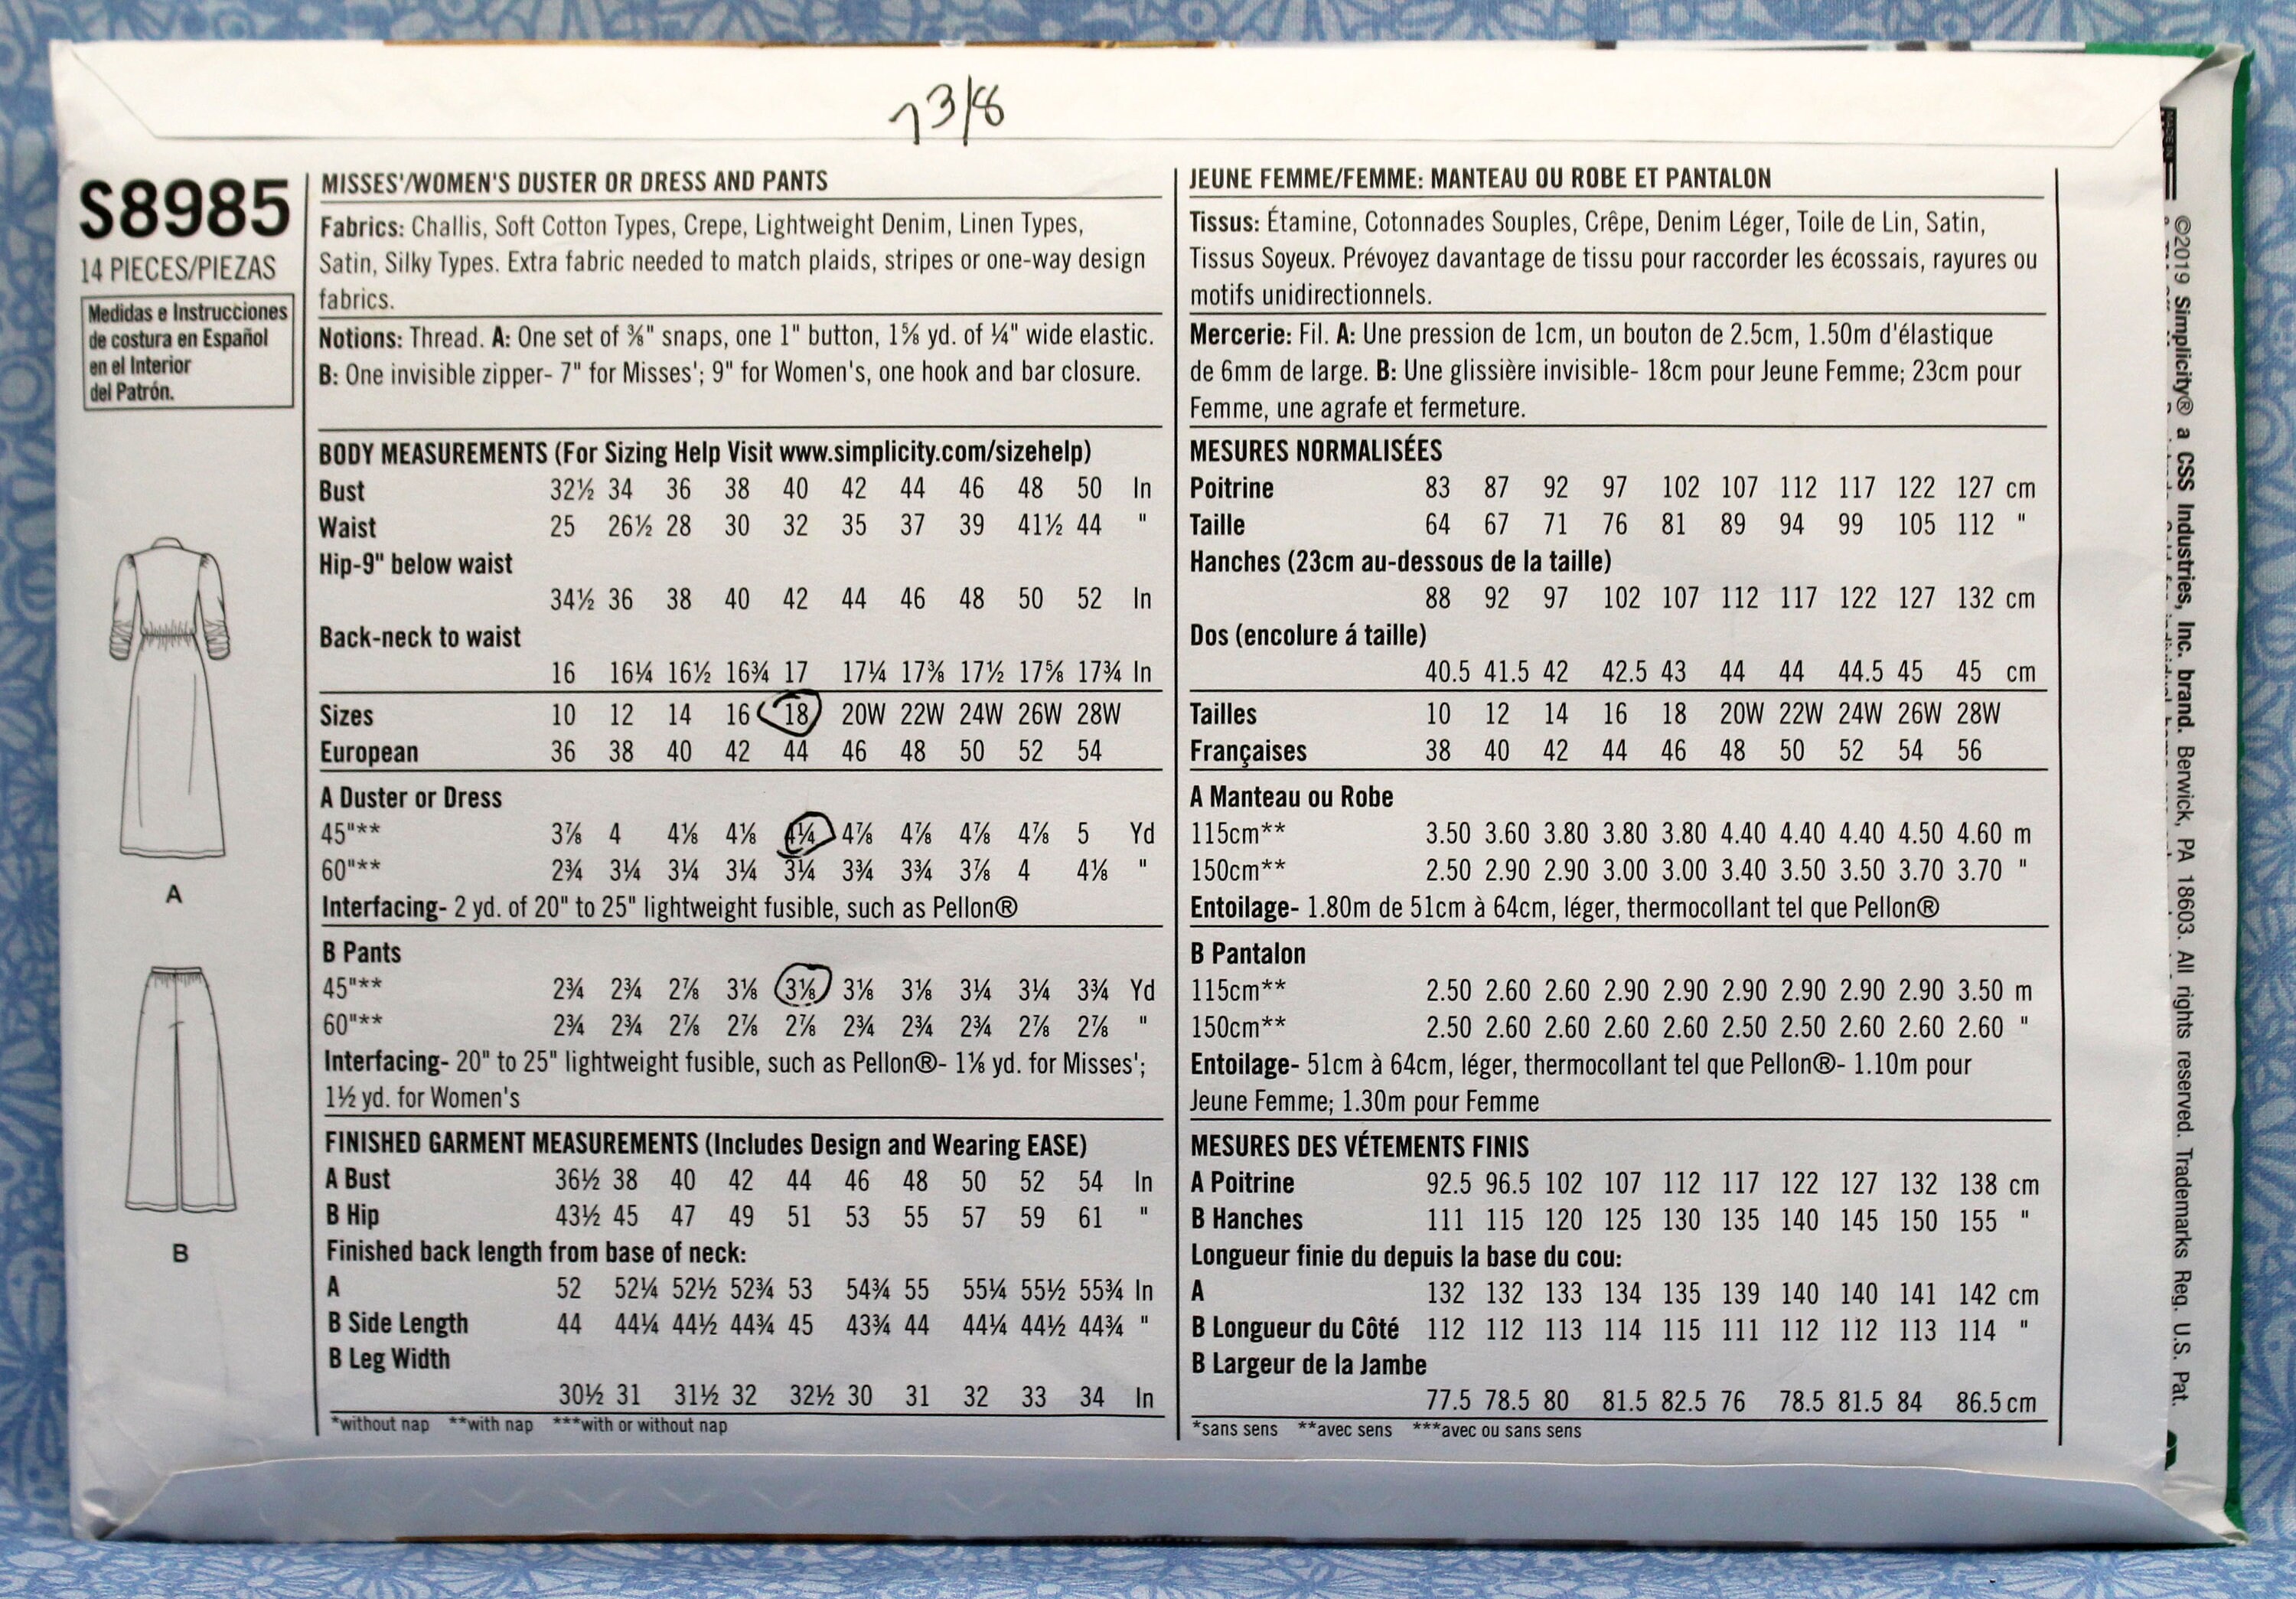 73/8
S8985
14 PIECES/PIEZAS
Medidas e Instrucciones
de costura en Español
en el Interior
del Patrón.
A
B
MISSES'/WOMEN'S DUSTER OR DRESS AND PANTS
Fabrics: Challis, Soft Cotton Types, Crepe, Lightweight Denim, Linen Types,
Satin, Silky Types. Extra fabric needed to match plaids, stripes or one-way design
fabrics.
Notions: Thread. A: One set of ⅜" snaps, one 1" button, 1⅝ yd. of ¼" wide elastic.
B: One invisible zipper- 7" for Misses'; 9" for Women's, one hook and bar closure.
BODY MEASUREMENTS (For Sizing Help Visit www.simplicity.com/sizehelp)
Bust 32½ 34 36 38 40 42 44 46 48 50 In
Waist 25 26½ 28 30 32 35 37 39 41½ 44 "
Hip-9" below waist
34½ 36 38 40 42 44 46 48 50 52 In
Back-neck to waist
16 16¼ 16½ 16¾ 17 17¼ 17⅜ 17½ 17⅝ 17¾ In
Sizes 10 12 14 16 18 20W 22W 24W 26W 28W
European 36 38 40 42 44 46 48 50 52 54
A Duster or Dress
45"** 3⅞ 4 4⅛ 4⅛ 4¼ 4⅞ 4⅞ 4⅞ 4⅞ 5 Yd
60"** 2¾ 3¼ 3¼ 3¼ 3¼ 3¾ 3¾ 3⅞ 4 4⅛ "
Interfacing- 2 yd. of 20" to 25" lightweight fusible, such as Pellon®
B Pants
45"** 2¾ 2¾ 2⅞ 3⅛ 3⅛ 3⅛ 3⅛ 3¼ 3¼ 3¾ Yd
60"** 2¾ 2¾ 2⅞ 2⅞ 2⅞ 2¾ 2¾ 2¾ 2⅞ 2⅞ "
Interfacing- 20" to 25" lightweight fusible, such as Pellon®- 1⅛ yd. for Misses';
1½ yd. for Women's
FINISHED GARMENT MEASUREMENTS (Includes Design and Wearing EASE)
A Bust 36½ 38 40 42 44 46 48 50 52 54 In
B Hip 43½ 45 47 49 51 53 55 57 59 61 "
Finished back length from base of neck:
A 52 52¼ 52½ 52¾ 53 54¾ 55 55¼ 55½ 55¾ In
B Side Length 44 44¼ 44½ 44¾ 45 43¾ 44 44¼ 44½ 44¾ "
B Leg Width
30½ 31 31½ 32 32½ 30 31 32 33 34 In
*without nap **with nap ***with or without nap
JEUNE FEMME/FEMME: MANTEAU OU ROBE ET PANTALON
Tissus: Étamine, Cotonnades Souples, Crêpe, Denim Léger, Toile de Lin, Satin,
Tissus Soyeux. Prévoyez davantage de tissu pour raccorder les écossais, rayures ou
motifs unidirectionnels.
Mercerie: Fil. A: Une pression de 1cm, un bouton de 2.5cm, 1.50m d'élastique
de 6mm de large. B: Une glissière invisible- 18cm pour Jeune Femme; 23cm pour
Femme, une agrafe et fermeture.
MESURES NORMALISÉES
Poitrine 83 87 92 97 102 107 112 117 122 127 cm
Taille 64 67 71 76 81 89 94 99 105 112 "
Hanches (23cm au-dessous de la taille)
88 92 97 102 107 112 117 122 127 132 cm
Dos (encolure á taille)
40.5 41.5 42 42.5 43 44 44 44.5 45 45 cm
Tailles 10 12 14 16 18 20W 22W 24W 26W 28W
Françaises 38 40 42 44 46 48 50 52 54 56
A Manteau ou Robe
115cm** 3.50 3.60 3.80 3.80 3.80 4.40 4.40 4.40 4.50 4.60 m
150cm** 2.50 2.90 2.90 3.00 3.00 3.40 3.50 3.50 3.70 3.70 "
Entoilage- 1.80m de 51cm à 64cm, léger, thermocollant tel que Pellon®
B Pantalon
115cm** 2.50 2.60 2.60 2.90 2.90 2.90 2.90 2.90 2.90 3.50 m
150cm** 2.50 2.60 2.60 2.60 2.60 2.50 2.50 2.60 2.60 2.60 "
Entoilage- 51cm à 64cm, léger, thermocollant tel que Pellon®- 1.10m pour
Jeune Femme; 1.30m pour Femme
MESURES DES VÉTEMENTS FINIS
A Poitrine 92.5 96.5 102 107 112 117 122 127 132 138 cm
B Hanches 111 115 120 125 130 135 140 145 150 155 "
Longueur finie du depuis la base du cou:
A 132 132 133 134 135 139 140 140 141 142 cm
B Longueur du Côté 112 112 113 114 115 111 112 112 113 114 "
B Largeur de la Jambe
77.5 78.5 80 81.5 82.5 76 78.5 81.5 84 86.5 cm
*sans sens **avec sens ***avec ou sans sens
MADE IN
©2019 Simplicity® a CSS Industries, Inc. brand. Berwick, PA 18603. All rights reserved. Trademarks Reg. U.S. Pat.